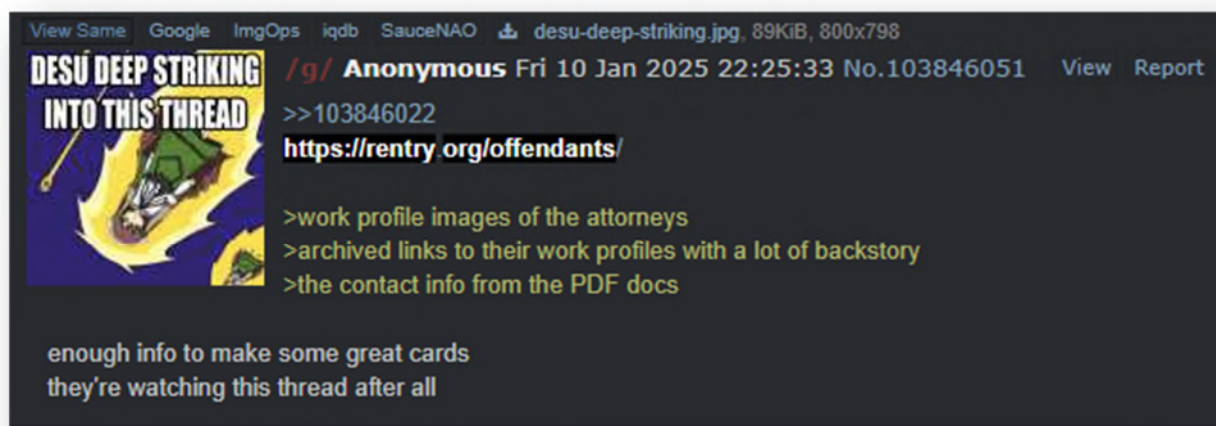 View Same Google ImgOps iqdb SauceNAO desu-deep-striking.jpg, 89KiB, 800x798
DESU DEEP STRIKING
INTO THIS THREAD
/g/ Anonymous Fri 10 Jan 2025 22:25:33 No.103846051 View Report
>>103846022
https://rentry.org/offendants/
>work profile images of the attorneys
>archived links to their work profiles with a lot of backstory
>the contact info from the PDF docs
enough info to make some great cards
they're watching this thread after all